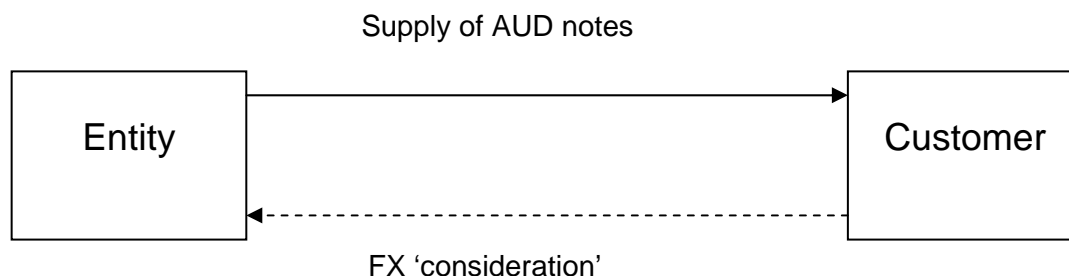 Supply of AUD notes
Entity
Customer
FX ‘consideration’